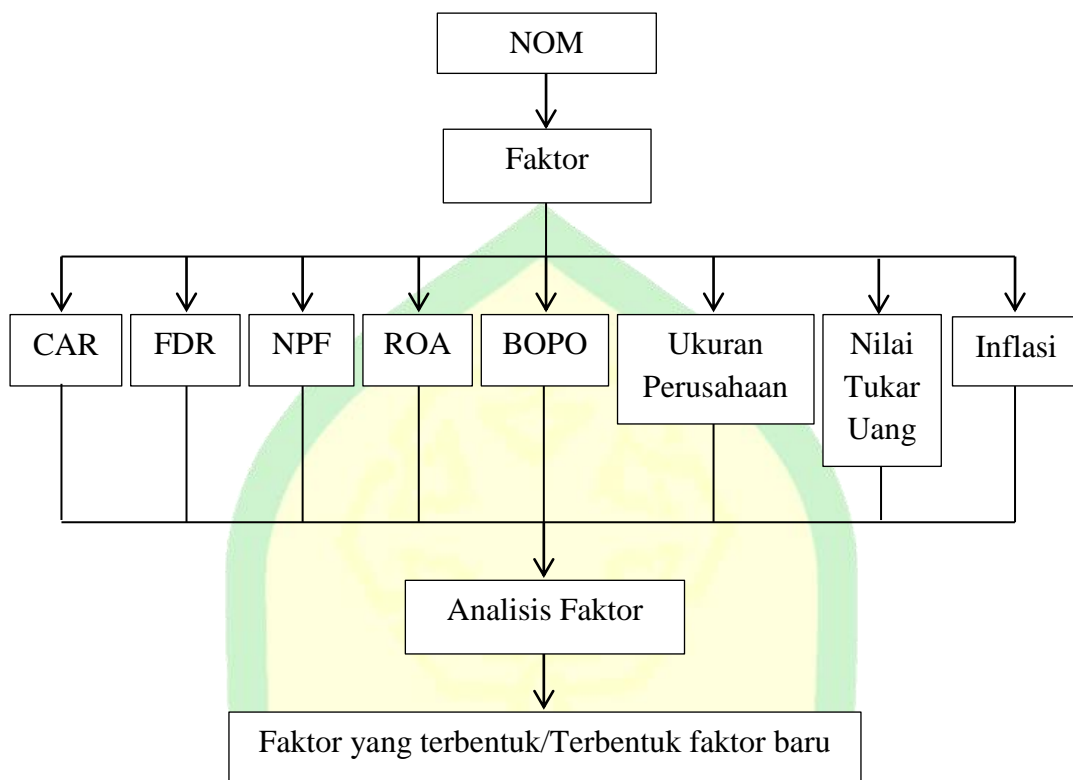 NOM
Faktor
CAR
FDR
NPF
ROA
BOPO
Ukuran
Perusahaan
Nilai
Tukar
Uang
Inflasi
Analisis Faktor
Faktor yang terbentuk/Terbentuk faktor baru